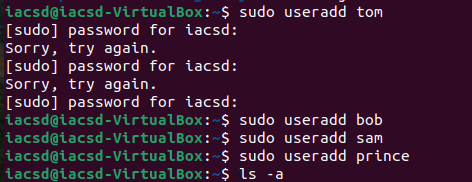 iacsd@iacsd-VirtualBox:~$ sudo useradd tom
[sudo] password for iacsd:
Sorry, try again.
[sudo] password for iacsd:
Sorry, try again.
[sudo] password for iacsd:
iacsd@iacsd-VirtualBox:~$ sudo useradd bob
iacsd@iacsd-VirtualBox:~$ sudo useradd sam
iacsd@iacsd-VirtualBox:~$ sudo useradd prince
iacsd@iacsd-VirtualBox:~$ ls -a